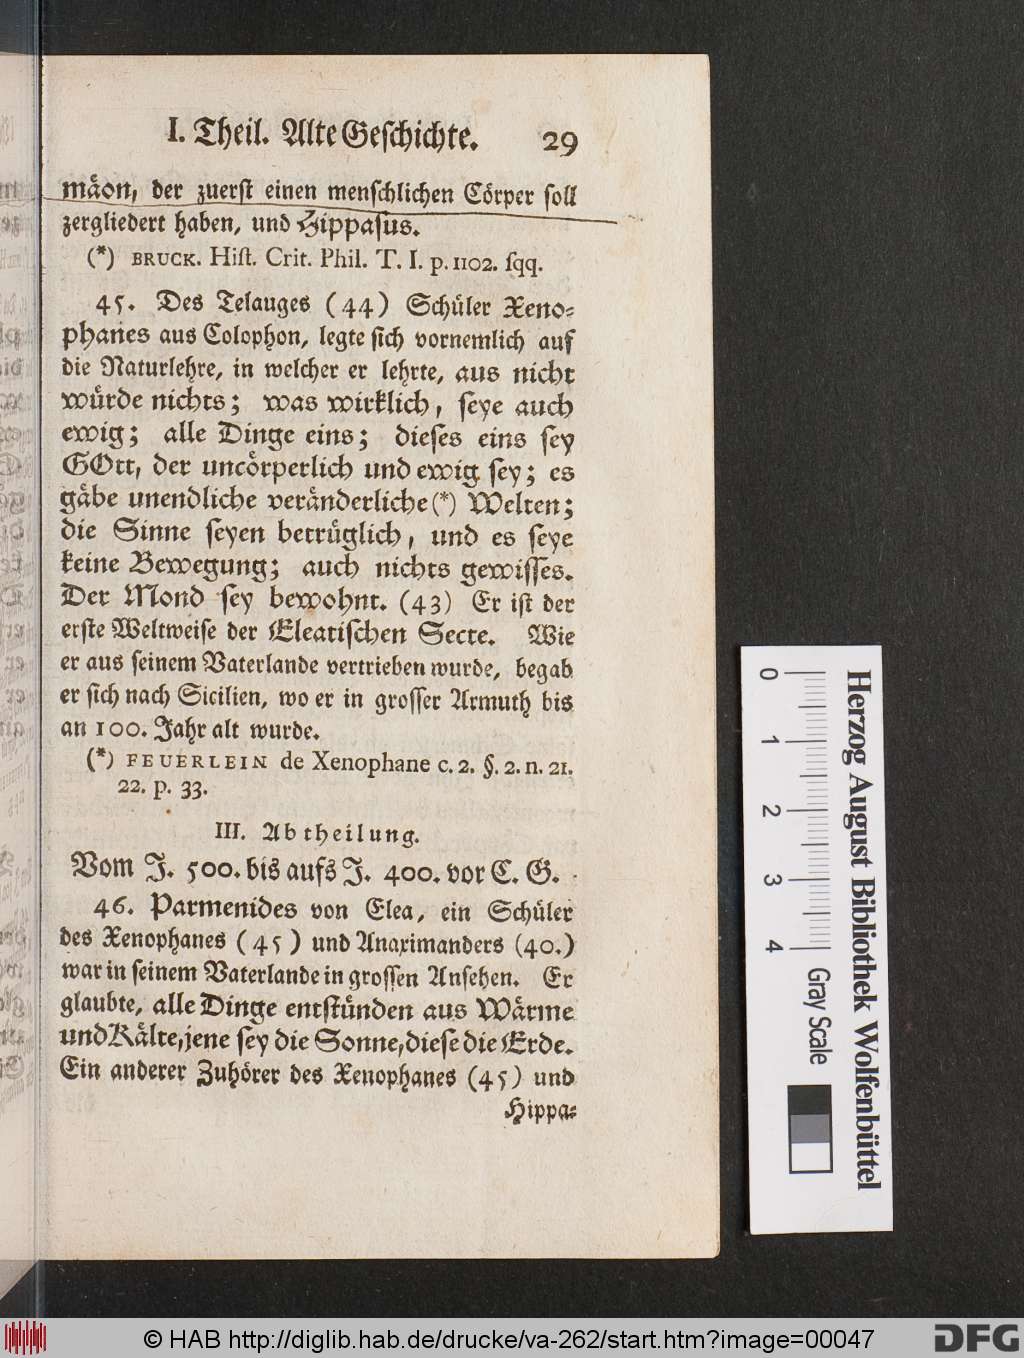 I. Theil. Alte Geschichte. 29
mäon, der zuerst einen menschlichen Cörper soll
zergliedert haben, und Hippasus.
(*) BRUCK. Hist. Crit. Phil. T. I. p. 1102. sqq.
45. Des Telauges (44) Schüler Xeno-
phanes aus Colophon, legte sich vornemlich auf
die Naturlehre, in welcher er lehrte, aus nicht
würde nichts; was wirklich, seye auch
ewig; alle Dinge eins; dieses eins sey
GOtt, der uncörperlich und ewig sey; es
gäbe unendliche veränderliche(*) Welten;
die Sinne seyen betrüglich, und es seye
keine Bewegung; auch nichts gewisses.
Der Mond sey bewohnt. (43) Er ist der
erste Weltweise der Eleatischen Secte. Wie
er aus seinem Vaterlande vertrieben wurde, begab
er sich nach Sicilien, wo er in grosser Armuth bis
an 100. Jahr alt wurde.
(*) FEUERLEIN de Xenophane c. 2. §. 2. n. 21.
22. p. 33.
III. Abtheilung.
Vom J. 500. bis aufs J. 400. vor C. G.
46. Parmenides von Elea, ein Schüler
des Xenophanes (45) und Anaximanders (40.)
war in seinem Vaterlande in grossen Ansehen. Er
glaubte, alle Dinge entstünden aus Wärme
und Kälte, jene sey die Sonne, diese die Erde.
Ein anderer Zuhörer des Xenophanes (45) und
Hippa-
0 1 2 3 4
Gray Scale
Herzog August Bibliothek Wolfenbüttel
© HAB http://diglib.hab.de/drucke/va-262/start.htm?image=00047
DFG